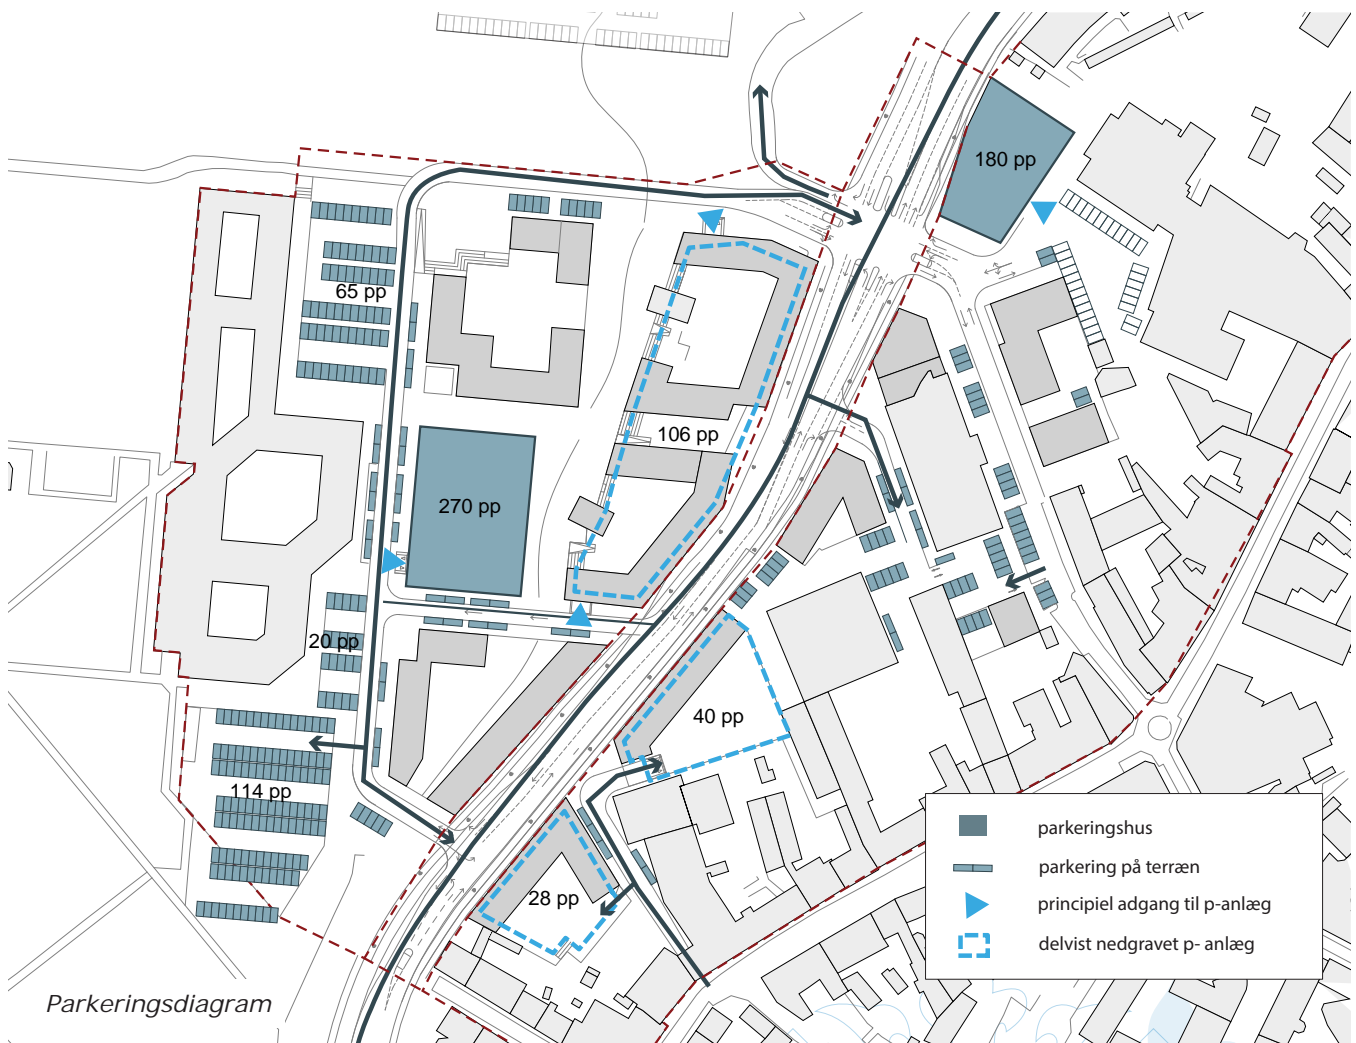 180 pp
65 pp
106 pp
270 pp
20 pp
40 pp
114 pp
28 pp
parkeringshus
parkering på terræn
principiel adgang til p-anlæg
delvist nedgravet p- anlæg
Parkeringsdiagram